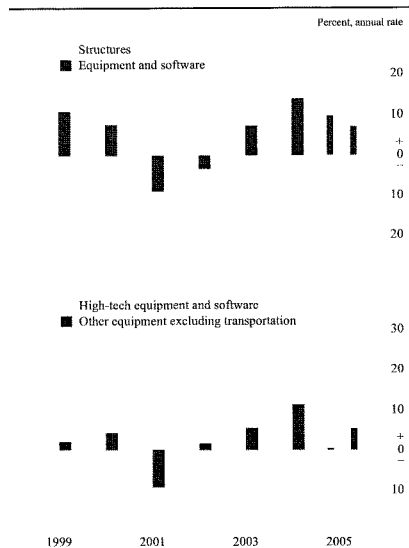 Percent, annual rate
Structures
Equipment and software
20
10
+
0
–
10
20
High-tech equipment and software
Other equipment excluding transportation
30
20
10
+
0
–
10
1999 2001 2003 2005